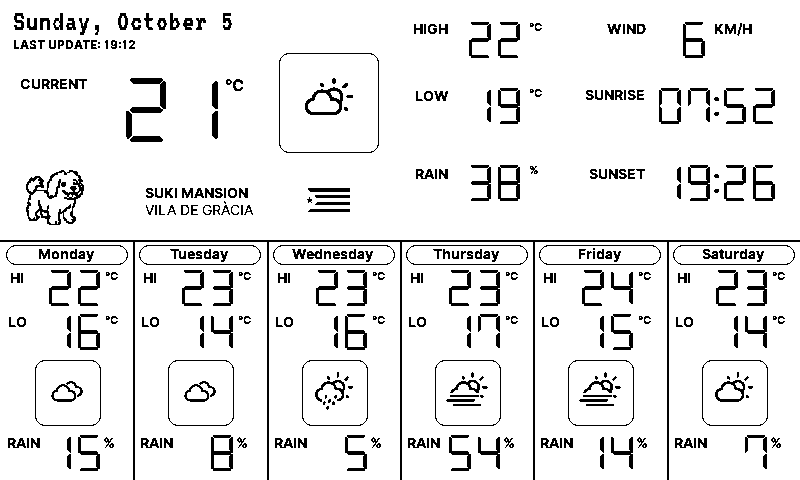 Sunday, October 5
LAST UPDATE: 19:12
CURRENT 21 °C
SUKI MANSION
VILA DE GRÀCIA
HIGH 22 °C
LOW 19 °C
RAIN 38 %
WIND 6 KM/H
SUNRISE 07:52
SUNSET 19:26
Monday
HI 22 °C
LO 16 °C
RAIN 15 %
Tuesday
HI 23 °C
LO 14 °C
RAIN 8 %
Wednesday
HI 23 °C
LO 16 °C
RAIN 5 %
Thursday
HI 23 °C
LO 17 °C
RAIN 54 %
Friday
HI 24 °C
LO 15 °C
RAIN 14 %
Saturday
HI 23 °C
LO 14 °C
RAIN 7 %